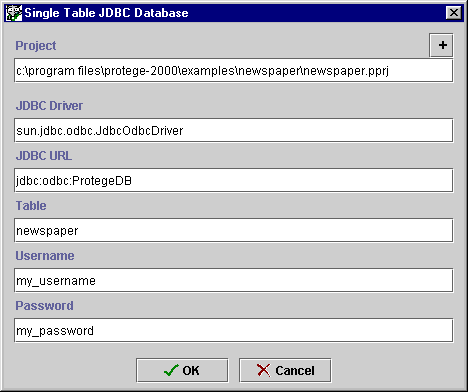 Single Table JDBC Database
Project
+
c:\program files\protege-2000\examples\newspaper\newspaper.pprj
JDBC Driver
sun.jdbc.odbc.JdbcOdbcDriver
JDBC URL
jdbc:odbc:ProtegeDB
Table
newspaper
Username
my_username
Password
my_password
OK Cancel